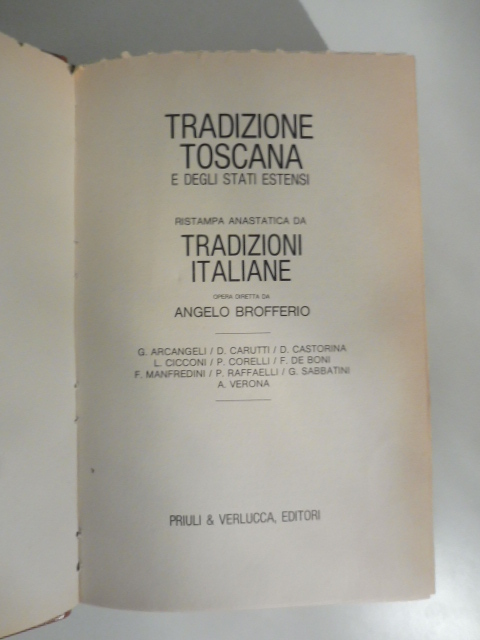 TRADIZIONE
TOSCANA
E DEGLI STATI ESTENSI
RISTAMPA ANASTATICA DA
TRADIZIONI
ITALIANE
OPERA DIRETTA DA
ANGELO BROFFERIO
G. ARCANGELI / D. CARUTTI / D. CASTORINA
L. CICCONI / P. CORELLI / F. DE BONI
F. MANFREDINI / P. RAFFAELLI / G. SABBATINI
A. VERONA
PRIULI & VERLUCCA, EDITORI